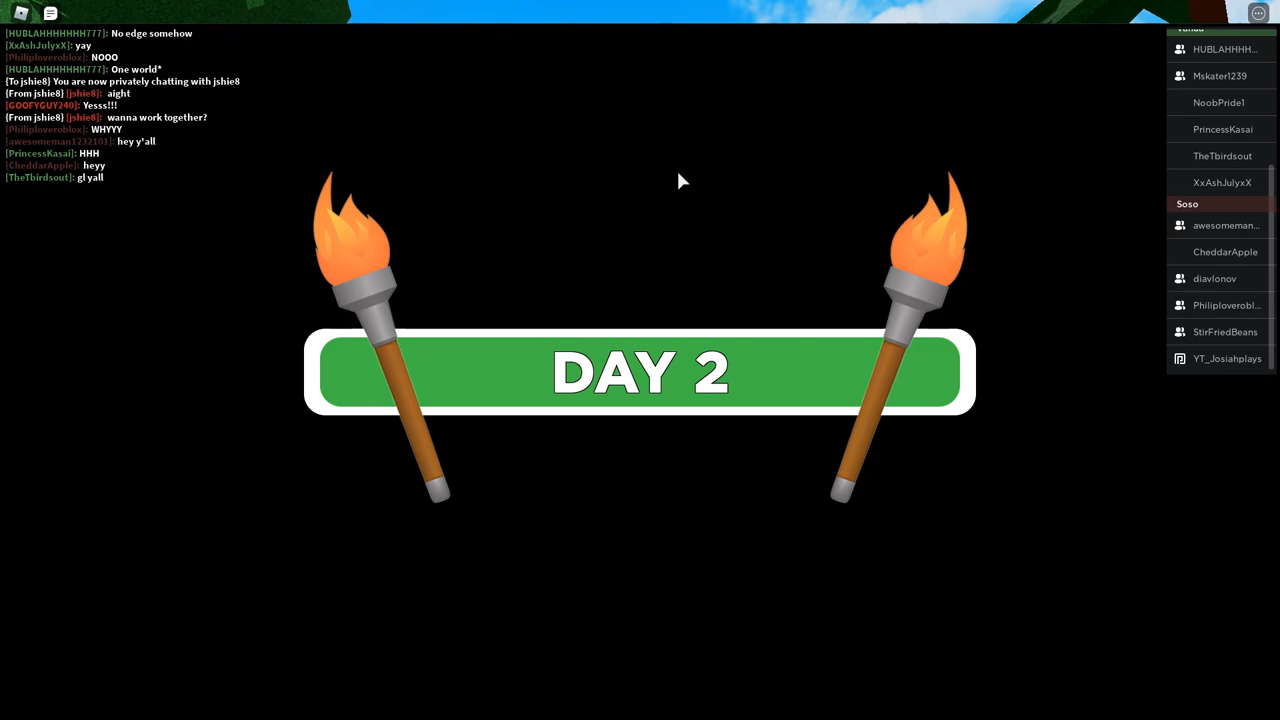 [HUBLAHHHHHHH777]: No edge somehow
[XxAshJulyxX]: yay
[Philiploveroblox]: NOOO
[HUBLAHHHHHHH777]: One world*
{To jshie8} You are now privately chatting with jshie8
{From jshie8} [jshie8]: aight
[GOOFYGUY240]: Yesss!!!
{From jshie8} [jshie8]: wanna work together?
[Philiploveroblox]: WHYYY
[awesomeman1232101]: hey y'all
[PrincessKasai]: HHH
[CheddarApple]: heyy
[TheTbirdsout]: gl yall
DAY 2
HUBLAHHHH...
Mskater1239
NoobPride1
PrincessKasai
TheTbirdsout
XxAshJulyxX
Soso
awesomeman...
CheddarApple
diavlonov
Philiploverobl...
StirFriedBeans
YT_Josiahplays